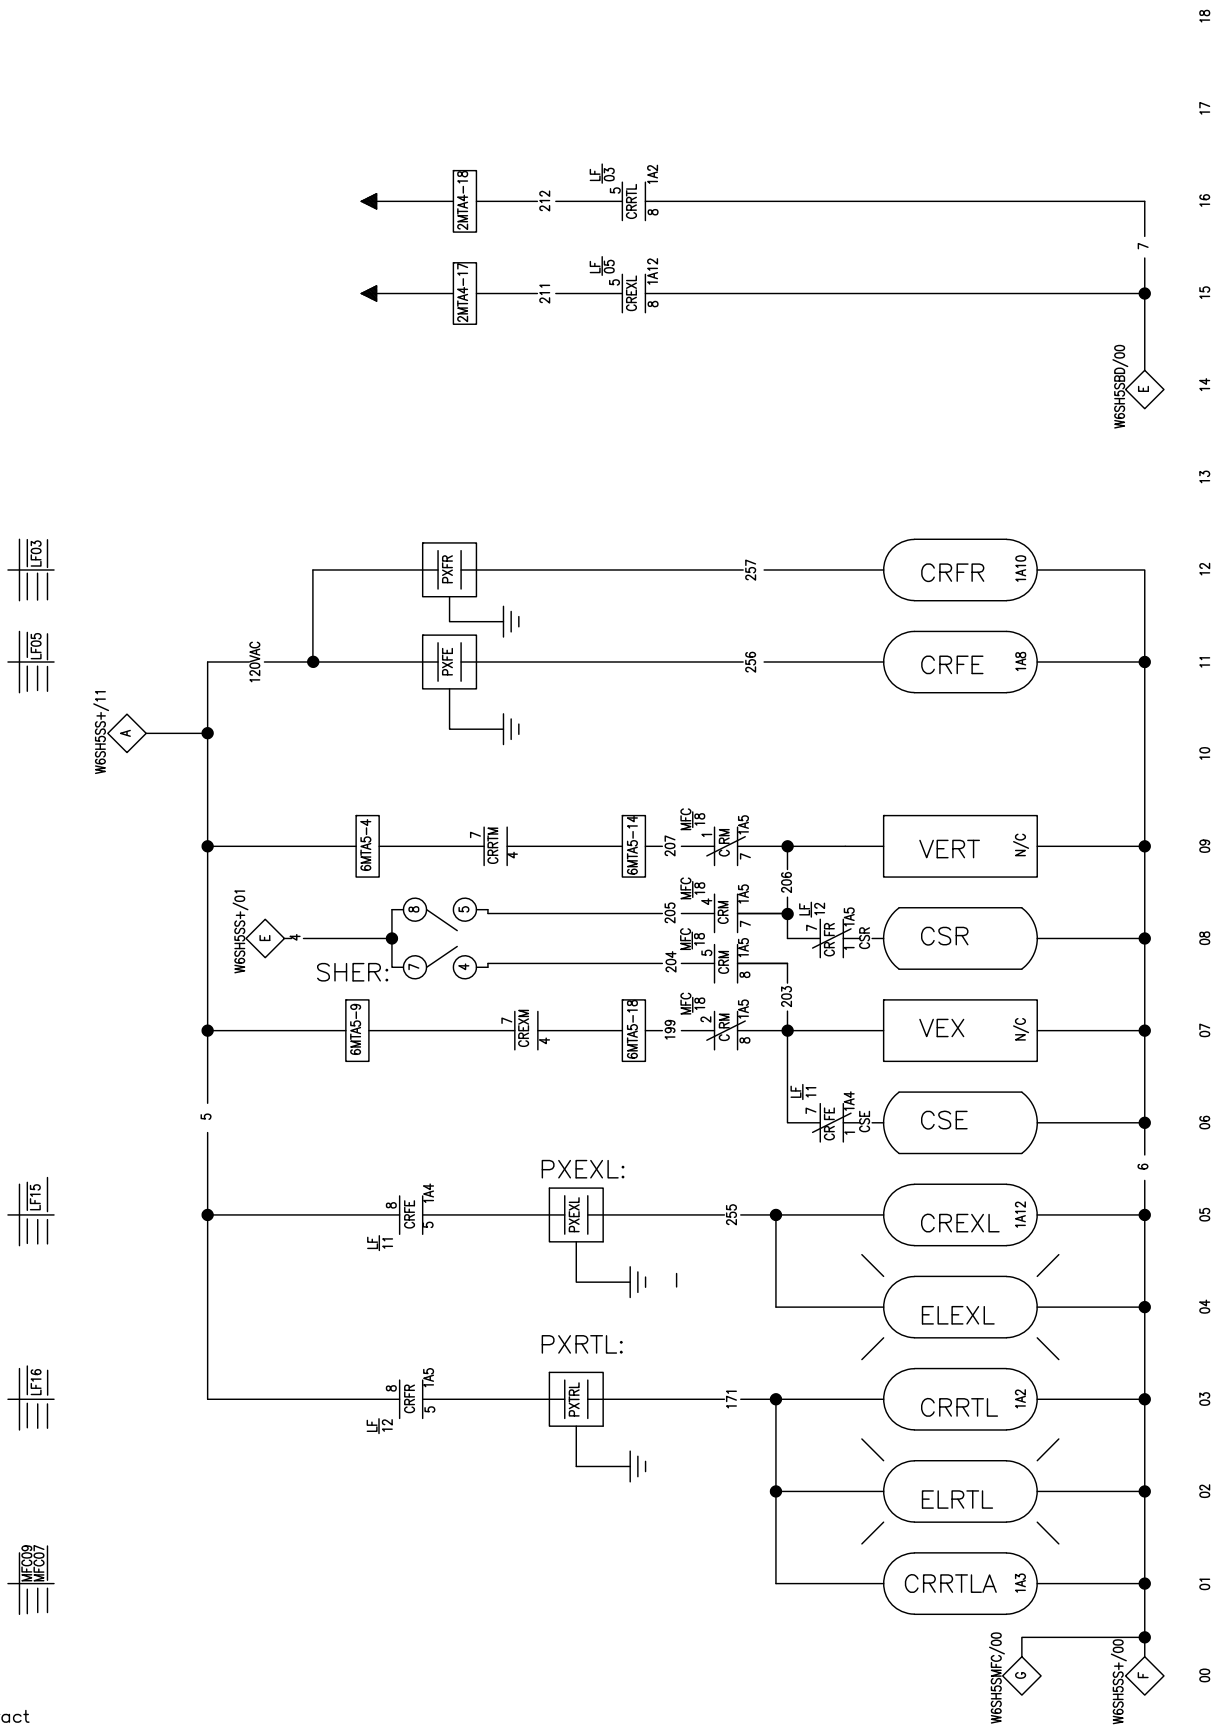 18
17
16
15
14
13
12
11
10
09
08
07
06
05
04
03
02
01
00
LF03
LF05
LF15
LF16
MFC09
MFC07
2MTA4-18
212
LF
03
5
CRRTL
8
1A2
2MTA4-17
211
LF
05
5
CREXL
8
1A12
7
W6SH5SBD/00
E
PXFR
257
CRFR
1A10
120VAC
PXFE
256
CRFE
1A8
W6SH5SS+/11
A
6MTA5-4
7
CRRTM
4
6MTA5-14
207
MFC
18
1
CRM
7
1A5
206
VERT
N/C
W6SH5SS+/01
E
4
SHER:
8
5
7
4
205
MFC
18
4
CRM
7
1A5
204
MFC
18
5
CRM
8
1A5
LF
12
7
CRFR
1
1A5
CSR
CSR
6MTA5-9
7
CREXM
4
6MTA5-18
199
MFC
18
2
CRM
8
1A5
203
VEX
N/C
LF
11
7
CRFE
1
1A4
CSE
CSE
5
6
LF
11
8
CRFE
5
1A4
PXEXL:
PXEXL
255
CREXL
1A12
ELEXL
LF
12
8
CRFR
5
1A5
PXRTL:
PXTRL
171
CRRTL
1A2
ELRTL
CRRTLA
1A3
W6SH5SMFC/00
G
W6SH5SS+/00
F
act